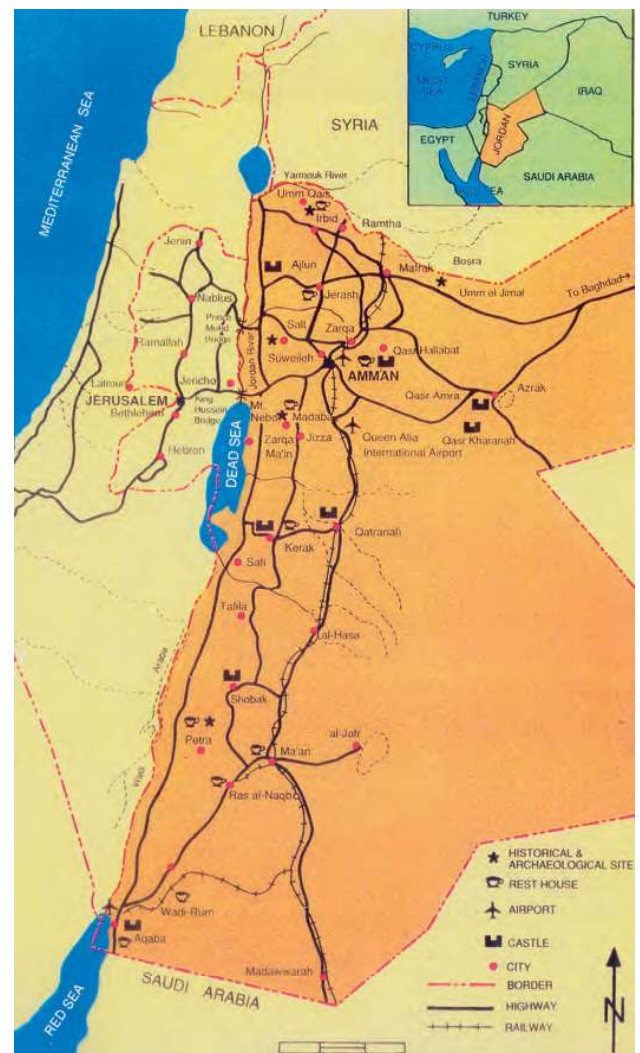 TURKEY
CYPRUS
MEDIT
SEA
LEBANON
SYRIA
IRAQ
JORDAN
EGYPT
SAUDI ARABIA
RED SEA
LEBANON
SYRIA
MEDITERRANEAN SEA
Yarmouk River
Umm Qais
Irbid
Ramtha
Jenin
Ajlun
Mafrak
Bosra
Umm el Jimal
To Baghdad
Nablus
Jerash
Jordan River
Salt
Zarqa
Ramallah
Suweileh
Qasr Hallabat
AMMAN
Latroun
Jericho
Qasr Amra
Azrak
JERUSALEM
King
Hussein
Bridge
Mt.
Nebo
Madaba
Bethlehem
Zarqa
Ma'in
Jizza
Queen Alia
International Airport
Qasr Kharanah
Hebron
DEAD SEA
Kerak
Qatranah
Safi
Tafila
al-Hasa
Wadi Araba
Shobak
Petra
al-Jafr
Ma'an
Ras al-Naqb
Wadi-Rum
Aqaba
Madawwarah
SAUDI ARABIA
RED SEA
HISTORICAL &
ARCHAEOLOGICAL SITE
REST HOUSE
AIRPORT
CASTLE
CITY
BORDER
HIGHWAY
RAILWAY
N